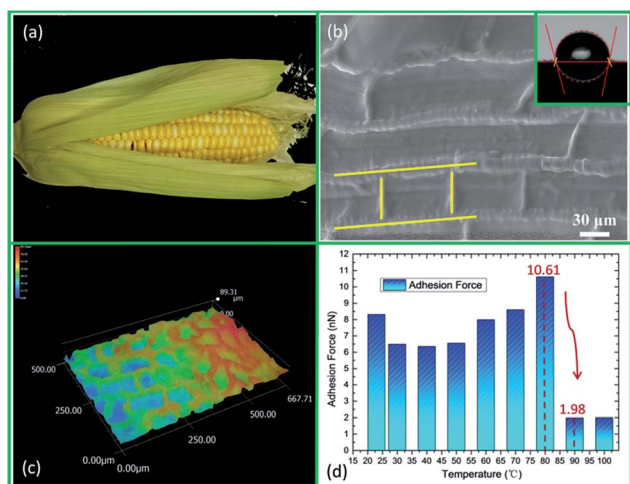 (a)
(b)
30 μm
89.31
μm
500.00
250.00
0.00μm
0.00μm
250.00
500.00
667.71
(c)
Adhesion Force
10.61
1.98
Adhesion Force (nN)
12
11
10
9
8
7
6
5
4
3
2
1
0
15 20 25 30 35 40 45 50 55 60 65 70 75 80 85 90 95 100
Temperature (℃)
(d)